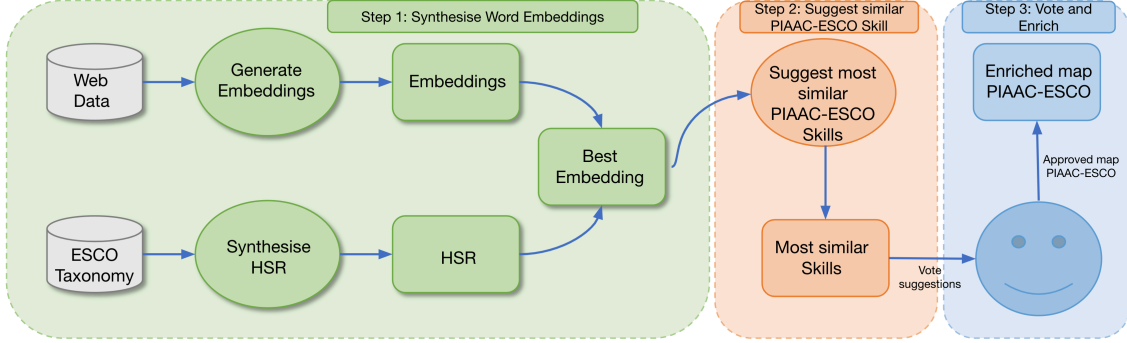 Step 1: Synthesise Word Embeddings
Web
Data
Generate
Embeddings
Embeddings
Best
Embedding
ESCO
Taxonomy
Synthesise
HSR
HSR
Step 2: Suggest similar
PIAAC-ESCO Skill
Suggest most
similar
PIAAC-ESCO
Skills
Most similar
Skills
Vote
suggestions
Step 3: Vote and
Enrich
Enriched map
PIAAC-ESCO
Approved map
PIAAC-ESCO